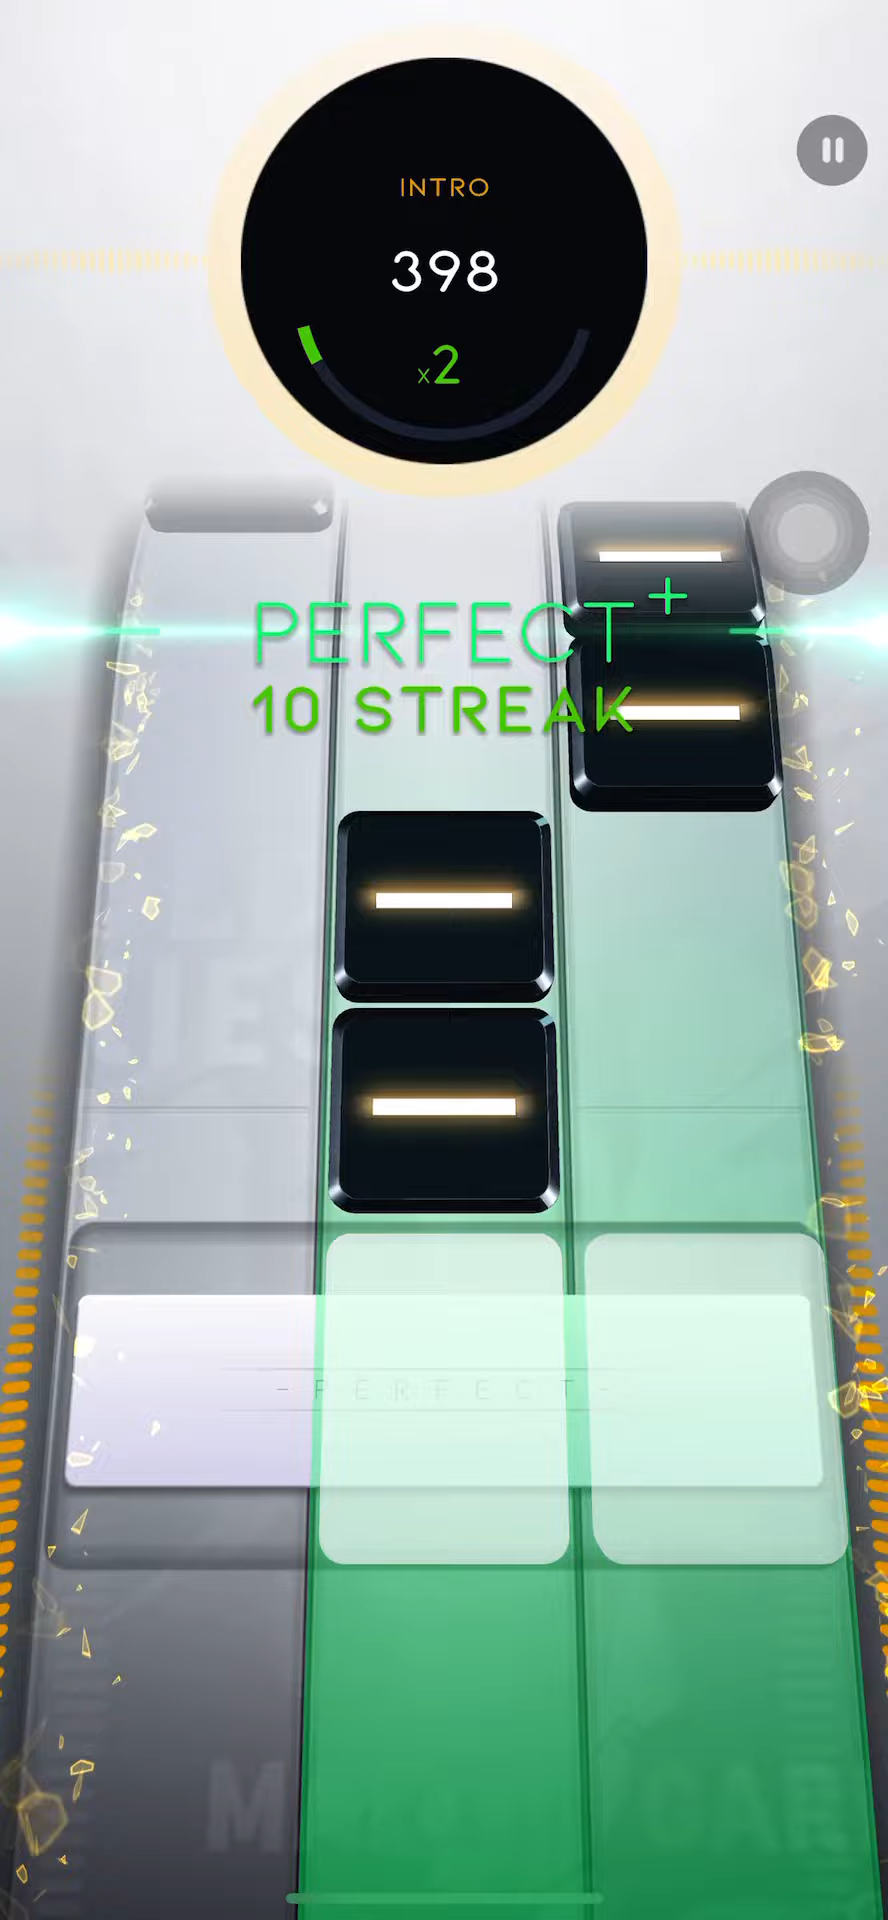 INTRO
398
x2
PERFECT+
10 STREAK
- PERFECT -